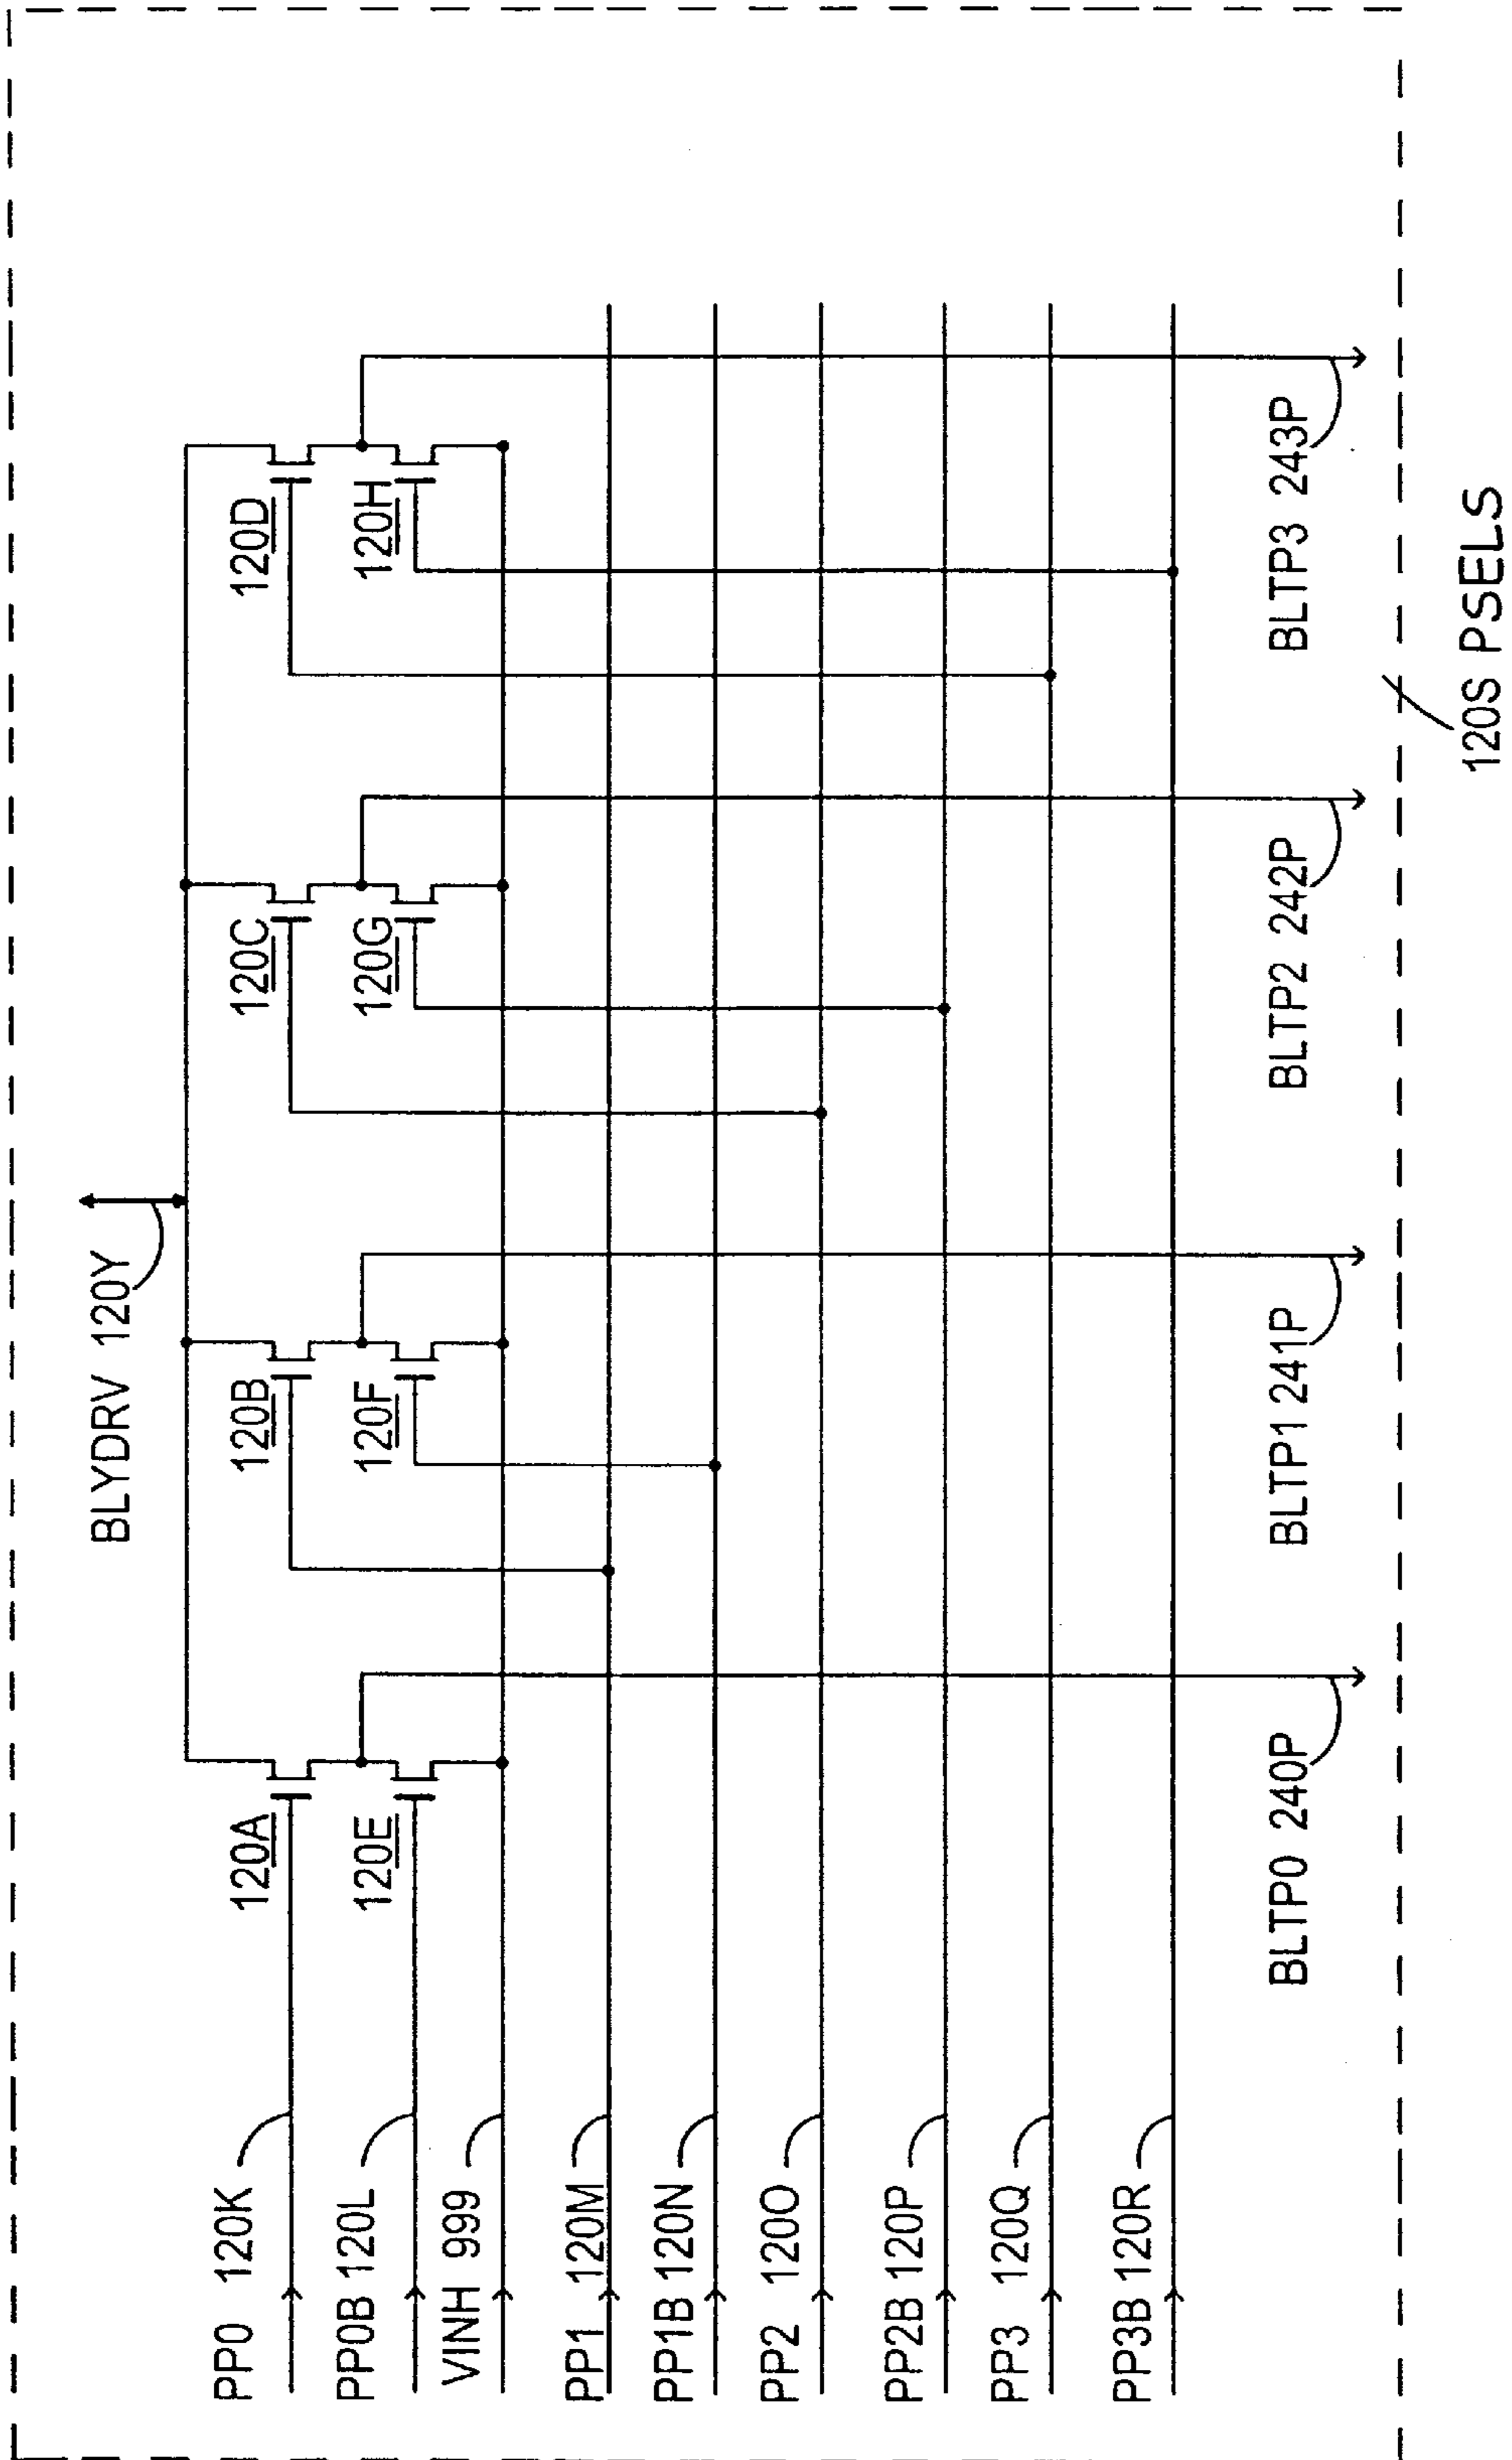 BLYDRV 120Y
PP0 120K
120A
120B
120C
120D
PP0B 120L
120E
120F
120G
120H
VINH 999
PP1 120M
PP1B 120N
PP2 120O
PP2B 120P
PP3 120Q
PP3B 120R
BLTP0 240P
BLTP1 241P
BLTP2 242P
BLTP3 243P
120S PSELS